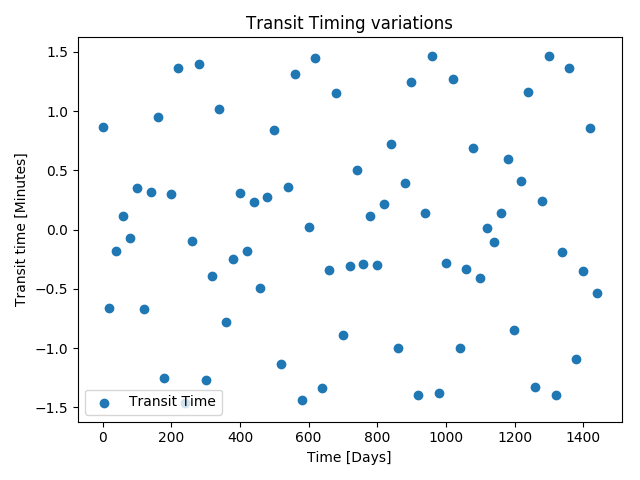 Transit Timing variations
Transit time [Minutes]
1.5
1.0
0.5
0.0
−0.5
−1.0
−1.5
Transit Time
0 200 400 600 800 1000 1200 1400
Time [Days]